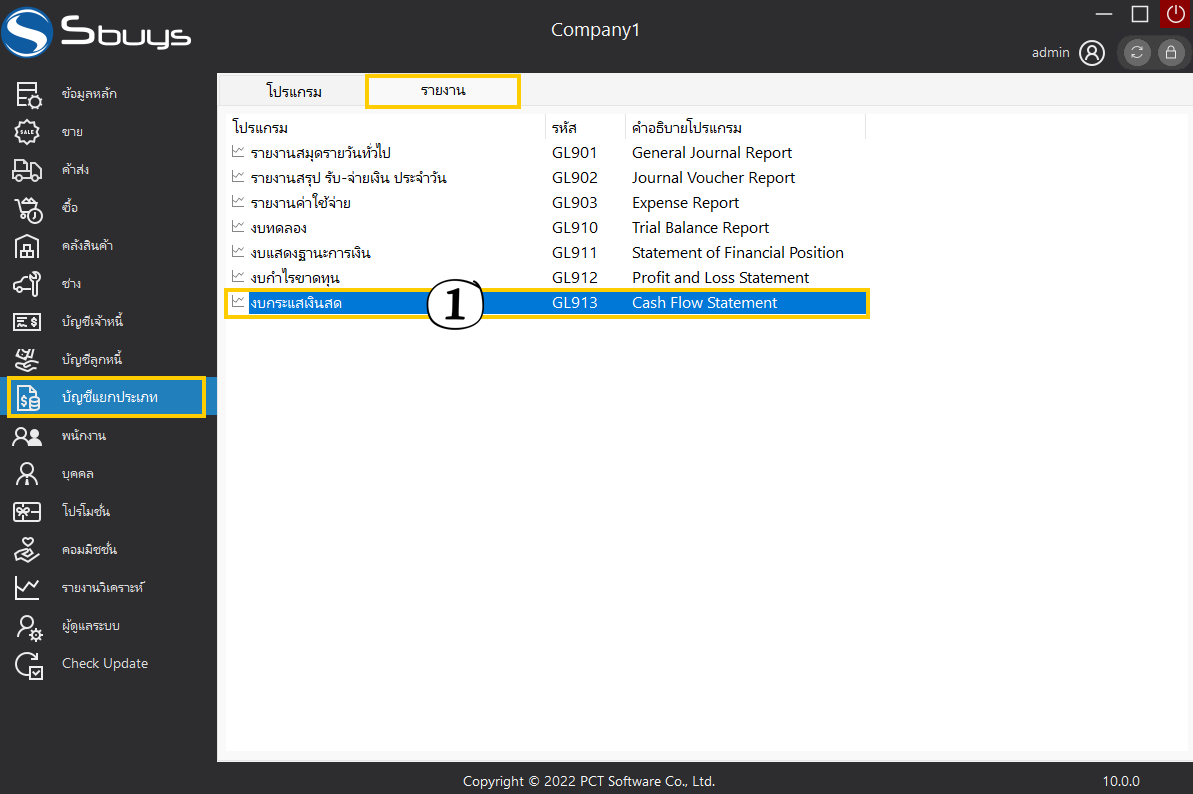 Sbuys
Company1
admin
ข้อมูลหลัก
ขาย
ค้าส่ง
ซื้อ
คลังสินค้า
ช่าง
บัญชีเจ้าหนี้
บัญชีลูกหนี้
บัญชีแยกประเภท
พนักงาน
บุคคล
โปรโมชั่น
คอมมิชชั่น
รายงานวิเคราะห์
ผู้ดูแลระบบ
Check Update
โปรแกรม รายงาน
โปรแกรม รหัส คำอธิบายโปรแกรม
รายงานสมุดรายวันทั่วไป GL901 General Journal Report
รายงานสรุป รับ-จ่ายเงิน ประจำวัน GL902 Journal Voucher Report
รายงานค่าใช้จ่าย GL903 Expense Report
งบทดลอง GL910 Trial Balance Report
งบแสดงฐานะการเงิน GL911 Statement of Financial Position
งบกำไรขาดทุน GL912 Profit and Loss Statement
งบกระแสเงินสด 1 GL913 Cash Flow Statement
Copyright © 2022 PCT Software Co., Ltd.
10.0.0